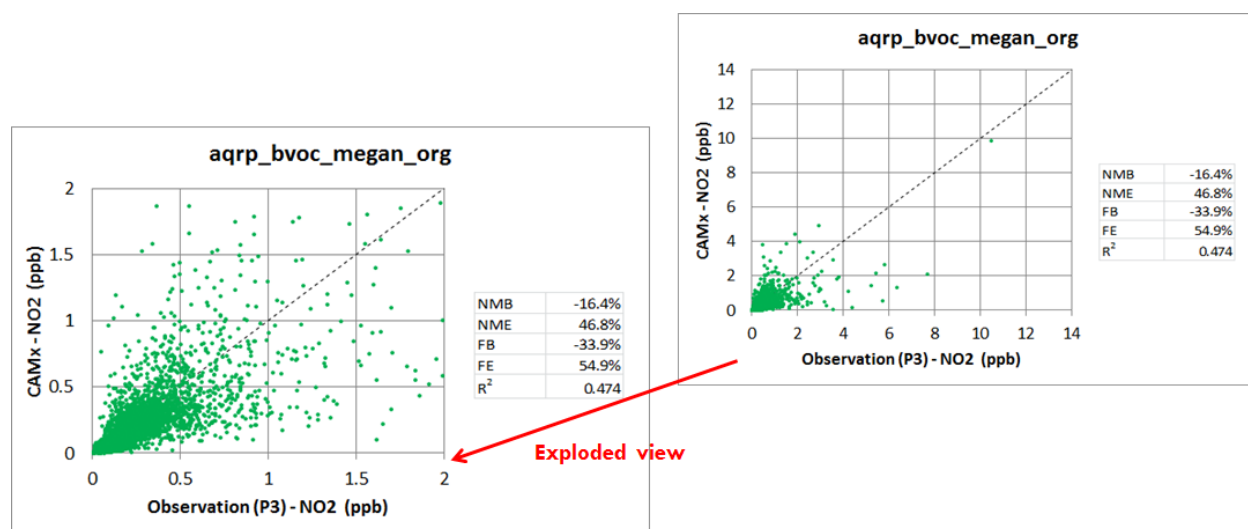 aqrp_bvoc_megan_org
CAMx -NO2 (ppb)
2
1.5
1
0.5
0
0 0.5 1 1.5 2
Observation (P3) - NO2 (ppb)
NMB -16.4%
NME 46.8%
FB -33.9%
FE 54.9%
R² 0.474
Exploded view
aqrp_bvoc_megan_org
CAMx -NO2 (ppb)
14
12
10
8
6
4
2
0
0 2 4 6 8 10 12 14
Observation (P3) - NO2 (ppb)
NMB -16.4%
NME 46.8%
FB -33.9%
FE 54.9%
R² 0.474